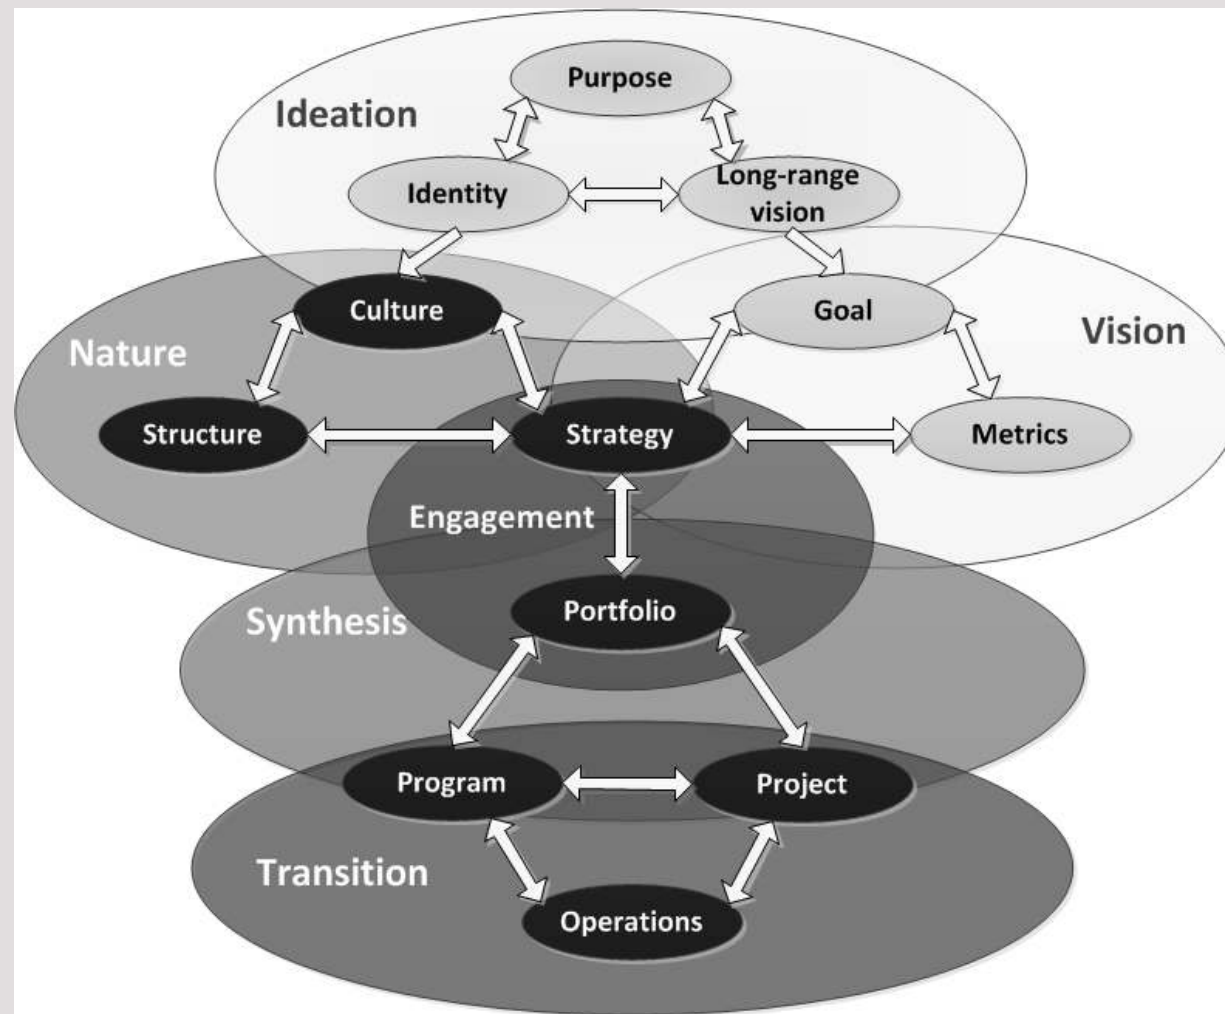 Purpose
Ideation
Identity
Long-range
vision
Culture
Goal
Nature
Vision
Structure
Strategy
Metrics
Engagement
Portfolio
Synthesis
Program
Project
Transition
Operations